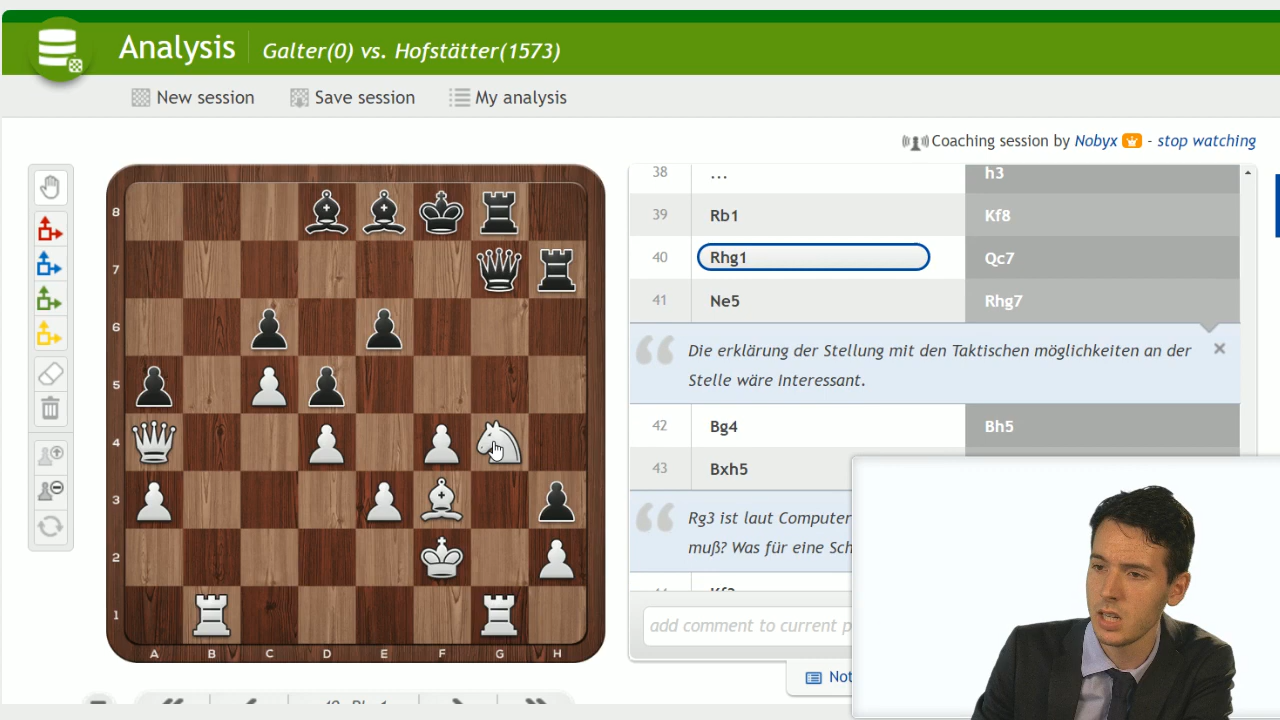 Analysis
Galter(0) vs. Hofstätter(1573)
New session
Save session
My analysis
Coaching session by Nobyx - stop watching
38 ... h3
39 Rb1 Kf8
40 Rhg1 Qc7
41 Ne5 Rhg7
Die erklärung der Stellung mit den Taktischen möglichkeiten an der
Stelle wäre Interessant.
42 Bg4 Bh5
43 Bxh5
Rg3 ist laut Computer
muß? Was für eine Sch
add comment to current p
Not
8
7
6
5
4
3
2
1
A B C D E F G H